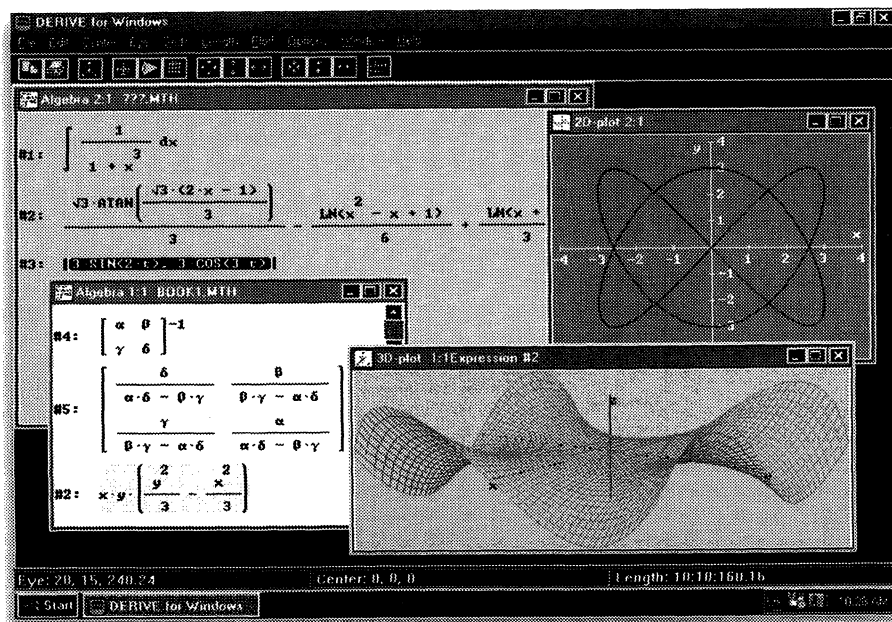 DERIVE for Windows
Algebra 2:1 ???.MTH
#1: ∫ 1 / (1 + x^3) dx
#2: √3·ATAN(√3·(2·x - 1) / 3) / 3 - LN(x^2 - x + 1) / 6 + LN(x + / 3
#3: [3 SIN(2 t), 3 COS(3 t)]
2D-plot 2:1
y 4
3
2
1
x
-4 -3 -2 -1 1 2 3 4
-1
-2
-3
Algebra 1:1 BOOK1.MTH
#4: [α β; γ δ]^-1
#5: [δ / (α·δ - β·γ) β / (β·γ - α·δ); γ / (β·γ - α·δ) α / (α·δ - β·γ)]
#2: x·y·(y^2 / 3 - x^2 / 3)
3D-plot 1:1Expression #2
z
x
Eye: 20, 15, 240.24 Center: 0, 0, 0 Length: 10:10:160.16
Start DERIVE for Windows